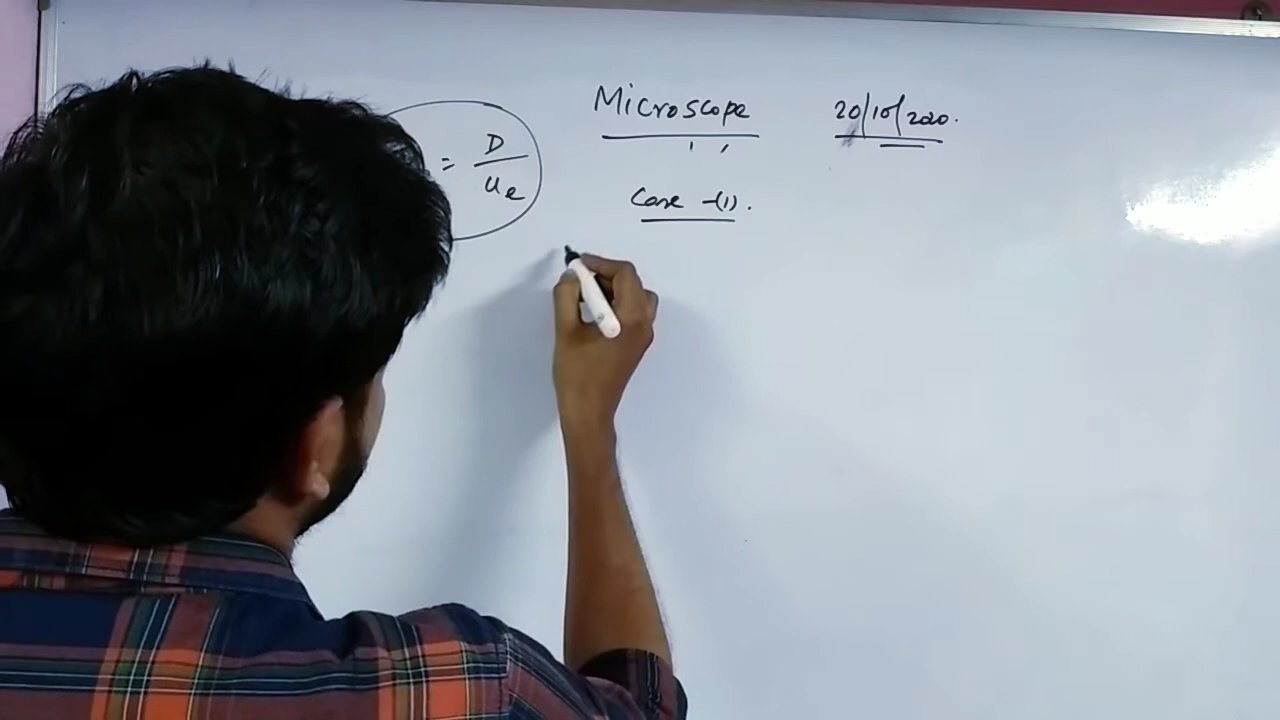 Microscope 20/10/2020.
= D/ue
Case -(1).